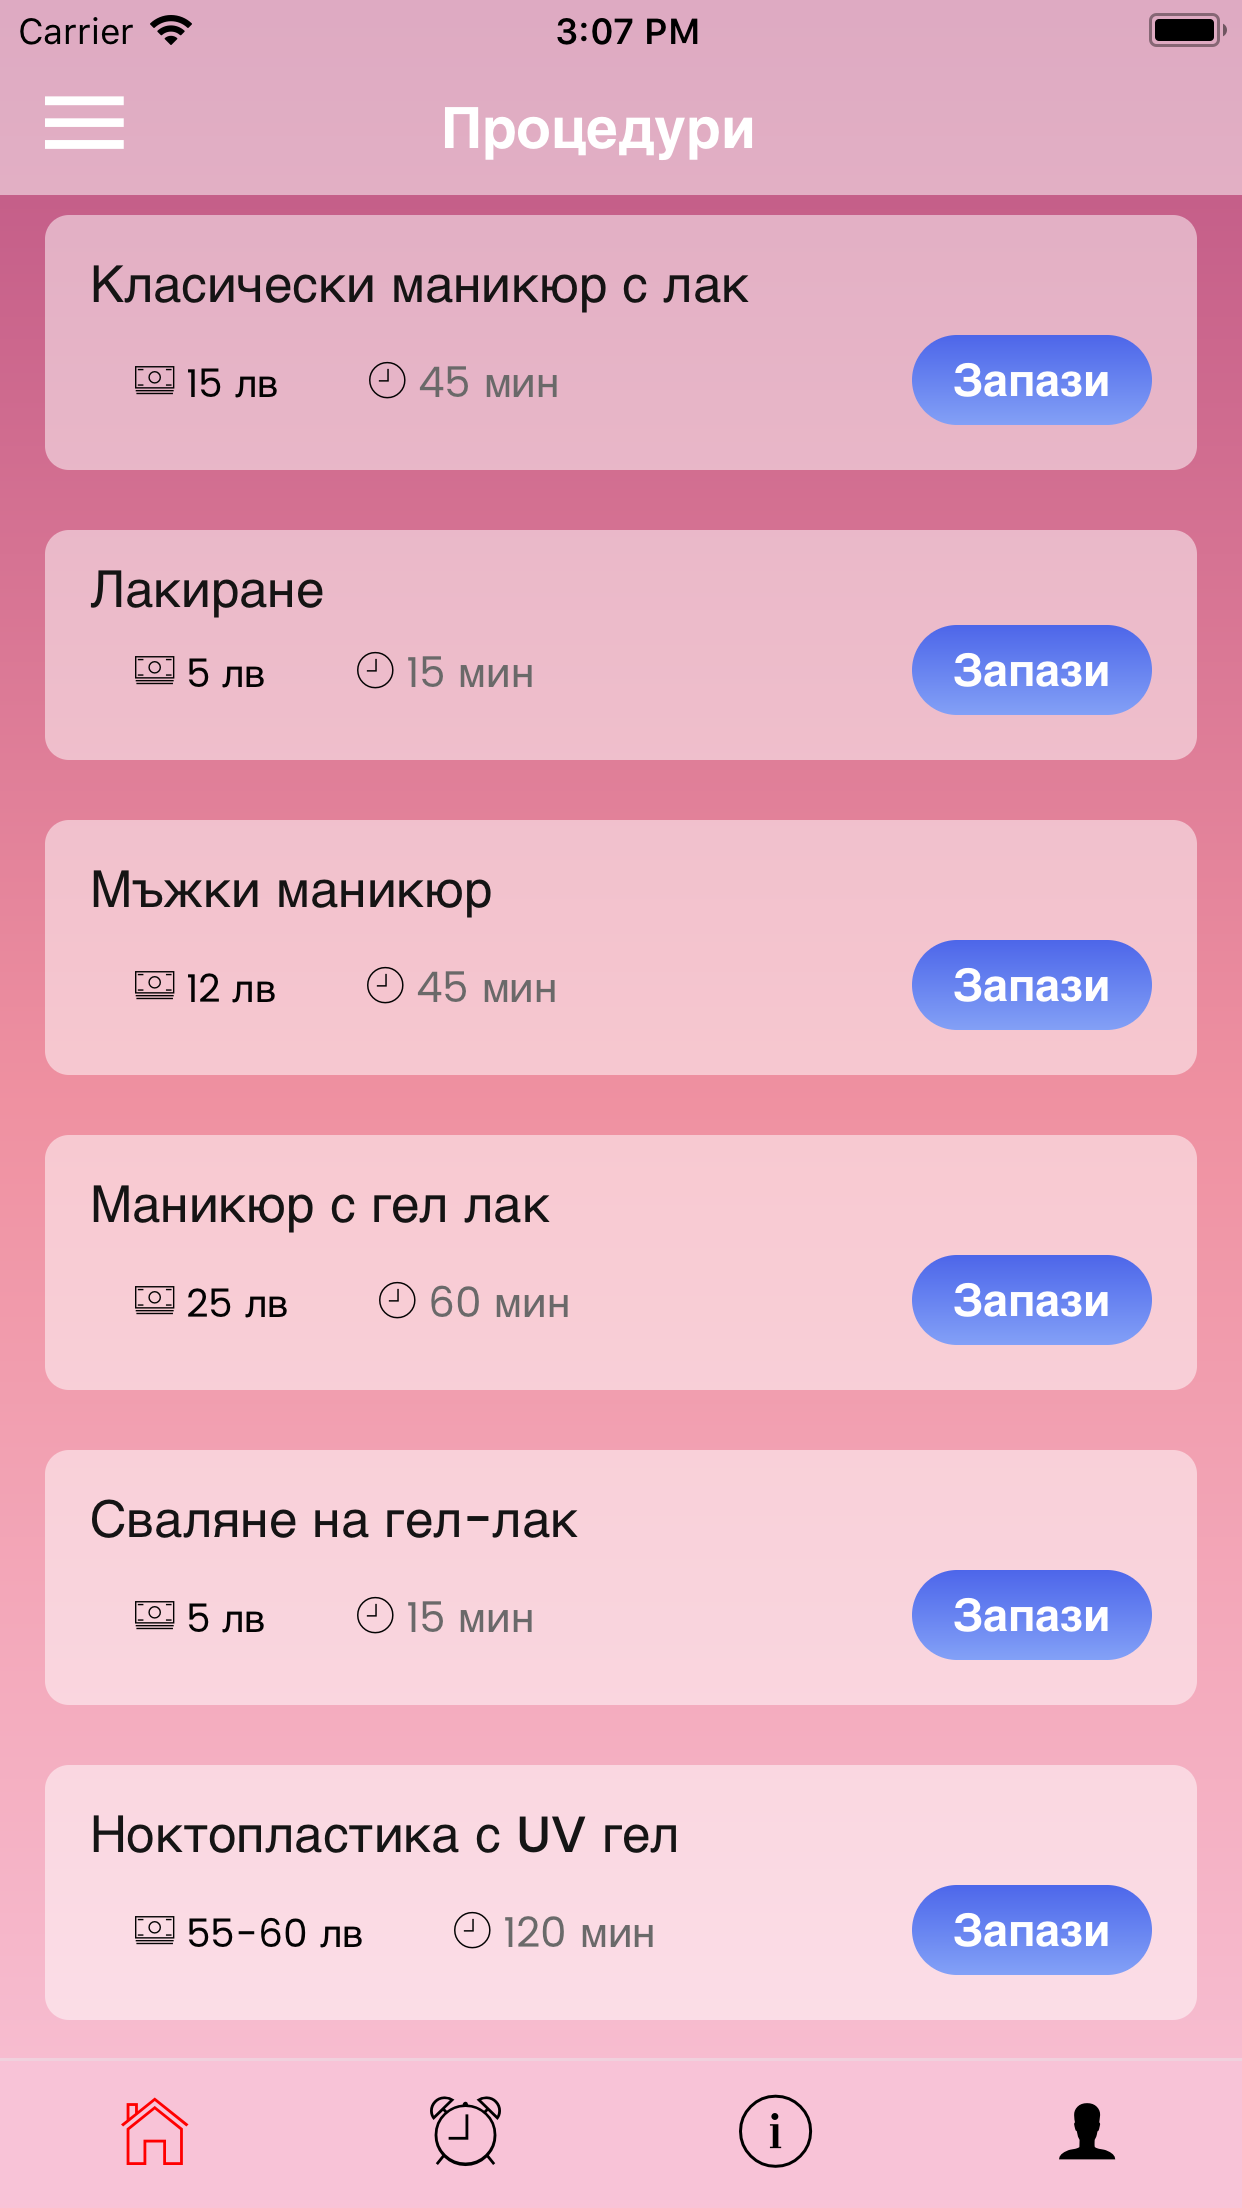 Carrier 3:07 PM
Процедури
Класически маникюр с лак
15 лв 45 мин Запази
Лакиране
5 лв 15 мин Запази
Мъжки маникюр
12 лв 45 мин Запази
Маникюр с гел лак
25 лв 60 мин Запази
Сваляне на гел-лак
5 лв 15 мин Запази
Ноктопластика с UV гел
55-60 лв 120 мин Запази